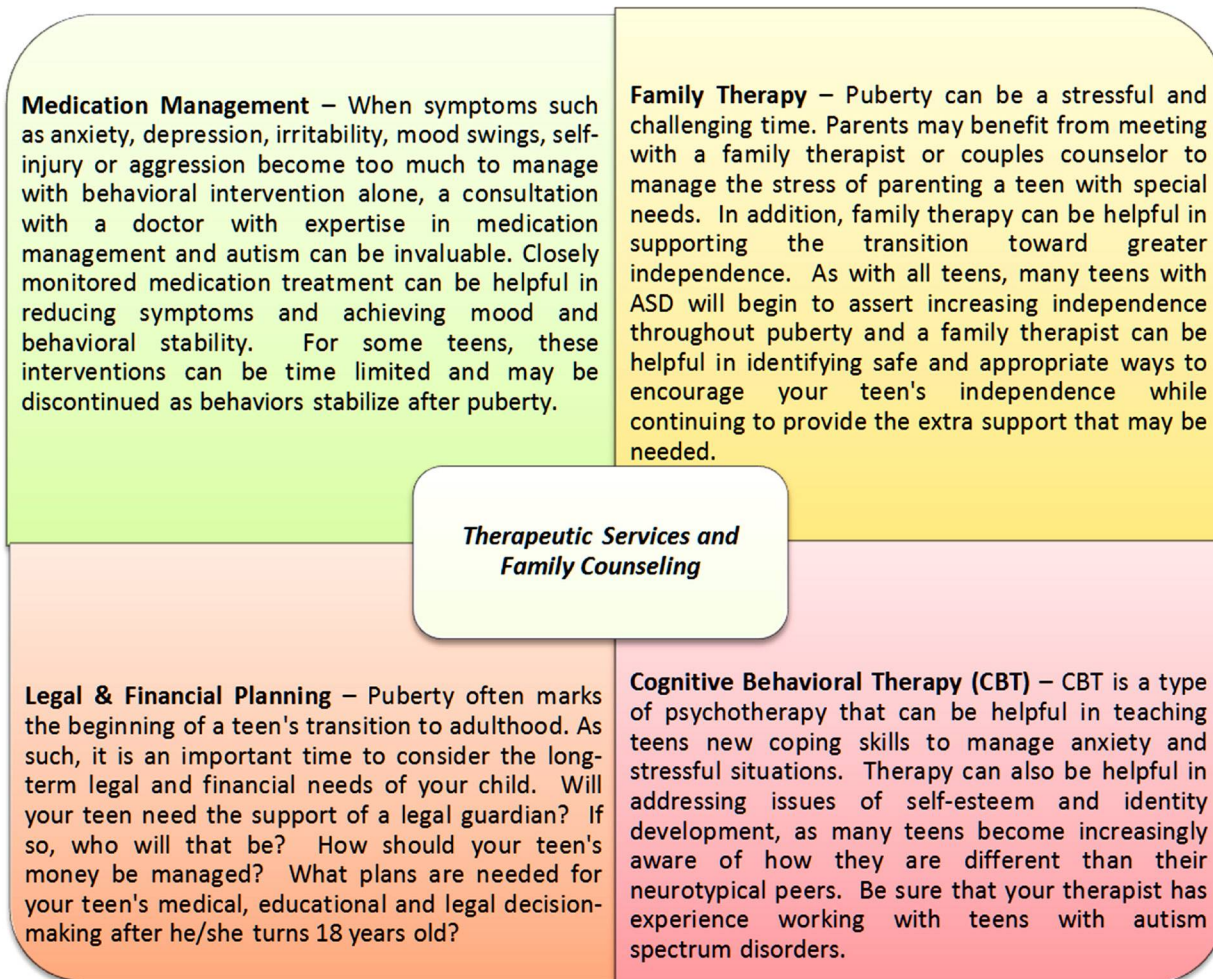 Medication Management – When symptoms such
as anxiety, depression, irritability, mood swings, self-
injury or aggression become too much to manage
with behavioral intervention alone, a consultation
with a doctor with expertise in medication
management and autism can be invaluable. Closely
monitored medication treatment can be helpful in
reducing symptoms and achieving mood and
behavioral stability. For some teens, these
interventions can be time limited and may be
discontinued as behaviors stabilize after puberty.
Family Therapy – Puberty can be a stressful and
challenging time. Parents may benefit from meeting
with a family therapist or couples counselor to
manage the stress of parenting a teen with special
needs. In addition, family therapy can be helpful in
supporting the transition toward greater
independence. As with all teens, many teens with
ASD will begin to assert increasing independence
throughout puberty and a family therapist can be
helpful in identifying safe and appropriate ways to
encourage your teen's independence while
continuing to provide the extra support that may be
needed.
Therapeutic Services and
Family Counseling
Legal & Financial Planning – Puberty often marks
the beginning of a teen's transition to adulthood. As
such, it is an important time to consider the long-
term legal and financial needs of your child. Will
your teen need the support of a legal guardian? If
so, who will that be? How should your teen's
money be managed? What plans are needed for
your teen's medical, educational and legal decision-
making after he/she turns 18 years old?
Cognitive Behavioral Therapy (CBT) – CBT is a type
of psychotherapy that can be helpful in teaching
teens new coping skills to manage anxiety and
stressful situations. Therapy can also be helpful in
addressing issues of self-esteem and identity
development, as many teens become increasingly
aware of how they are different than their
neurotypical peers. Be sure that your therapist has
experience working with teens with autism
spectrum disorders.